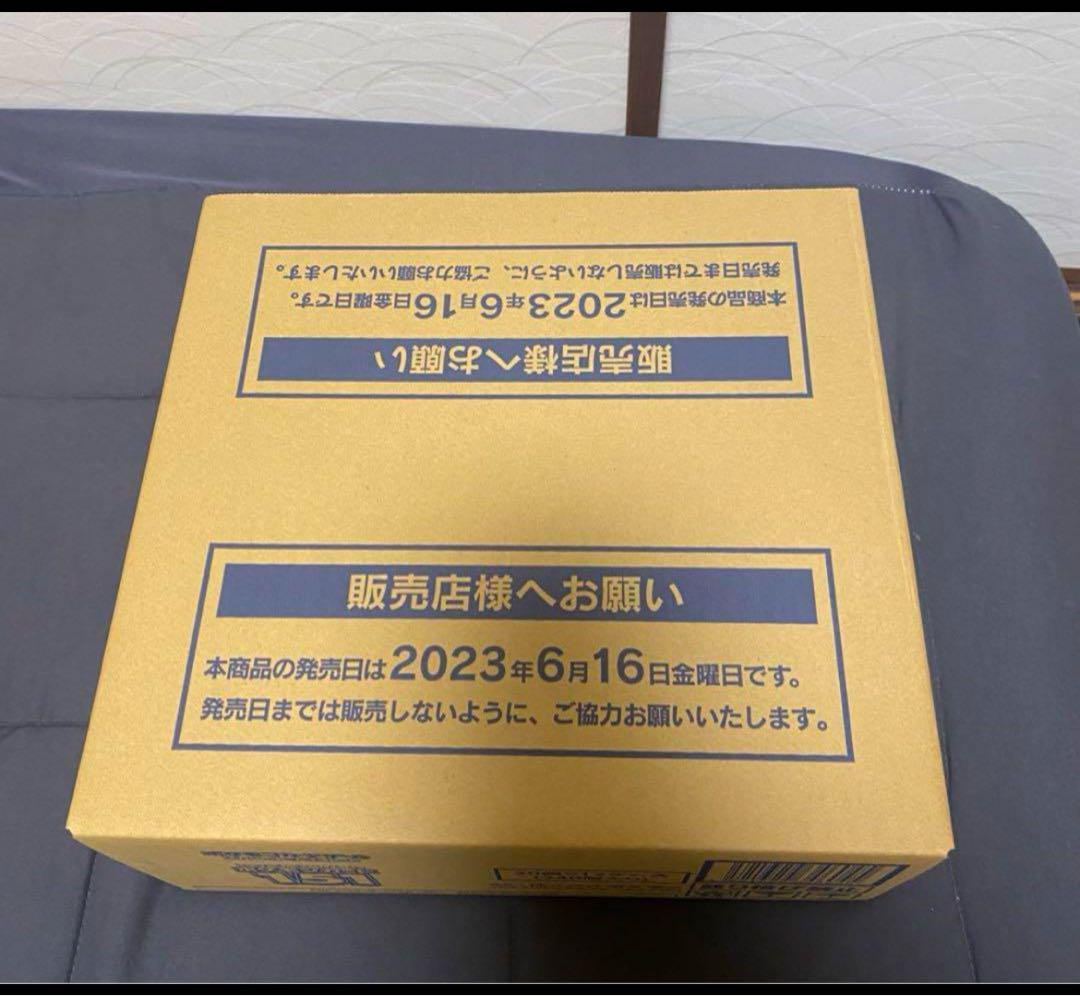 発売日までは販売しないように、ご協力お願いいたします。
本商品の発売日は2023年6月16日金曜日です。
販売店様へお願い
販売店様へお願い
本商品の発売日は2023年6月16日金曜日です。
発売日までは販売しないように、ご協力お願いいたします。